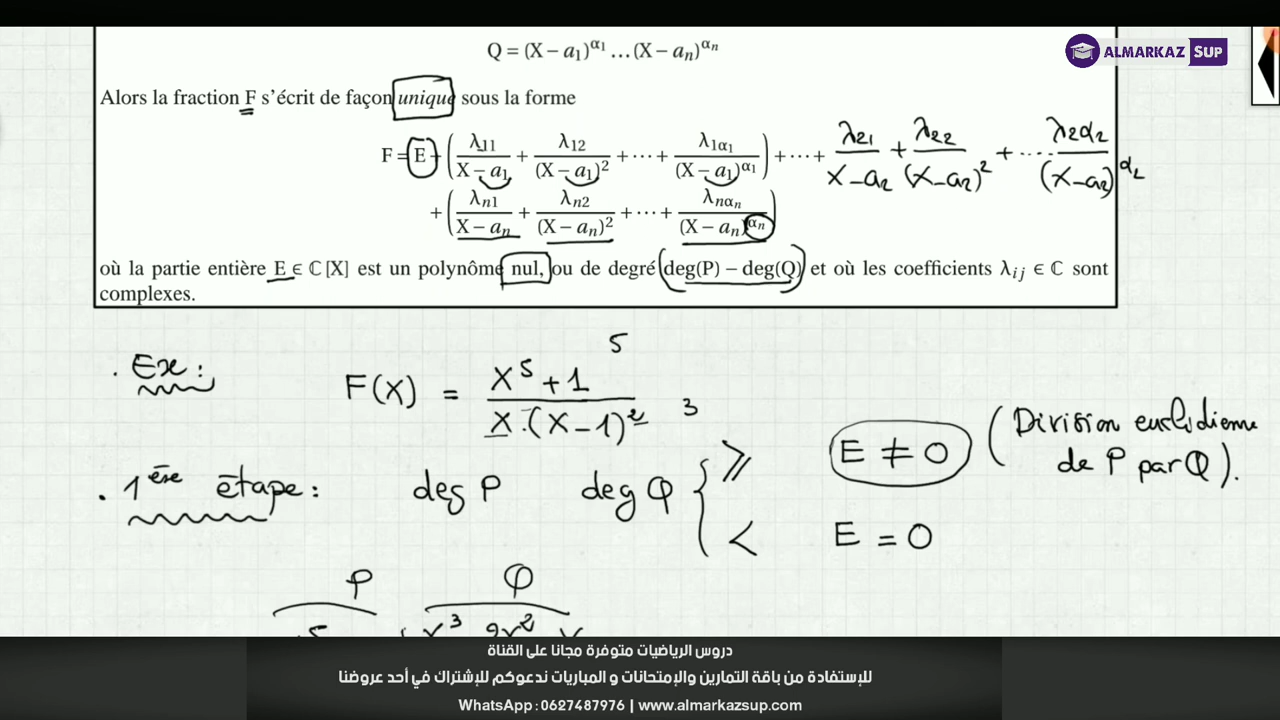 ALMARKAZ SUP
Q = (X − a₁)^α₁ … (X − aₙ)^αₙ
Alors la fraction F s'écrit de façon unique sous la forme
F = E + ( λ₁₁/(X − a₁) + λ₁₂/(X − a₁)² + ··· + λ₁α₁/(X − a₁)^α₁ ) + ··· + λ₂₁/(X − a₂) + λ₂₂/(X − a₂)² + ···· λ₂α₂/(X − a₂)^α₂
+ ( λₙ₁/(X − aₙ) + λₙ₂/(X − aₙ)² + ··· + λₙαₙ/(X − aₙ)^αₙ )
où la partie entière E ∈ ℂ[X] est un polynôme nul, ou de degré deg(P) − deg(Q) et où les coefficients λᵢⱼ ∈ ℂ sont
complexes.
. Ex : F(X) = (X⁵ + 1)/(X·(X − 1)²) 5 3
. 1ère étape : deg P deg Q { ⩾ E ≠ 0 ( Division euclidienne
de P par Q ).
< E = 0
P Q
دروس الرياضيات متوفرة مجانا على القناة
للإستفادة من باقة التمارين والإمتحانات و المباريات ندعوكم للإشتراك في أحد عروضنا
WhatsApp : 0627487976 | www.almarkazsup.com